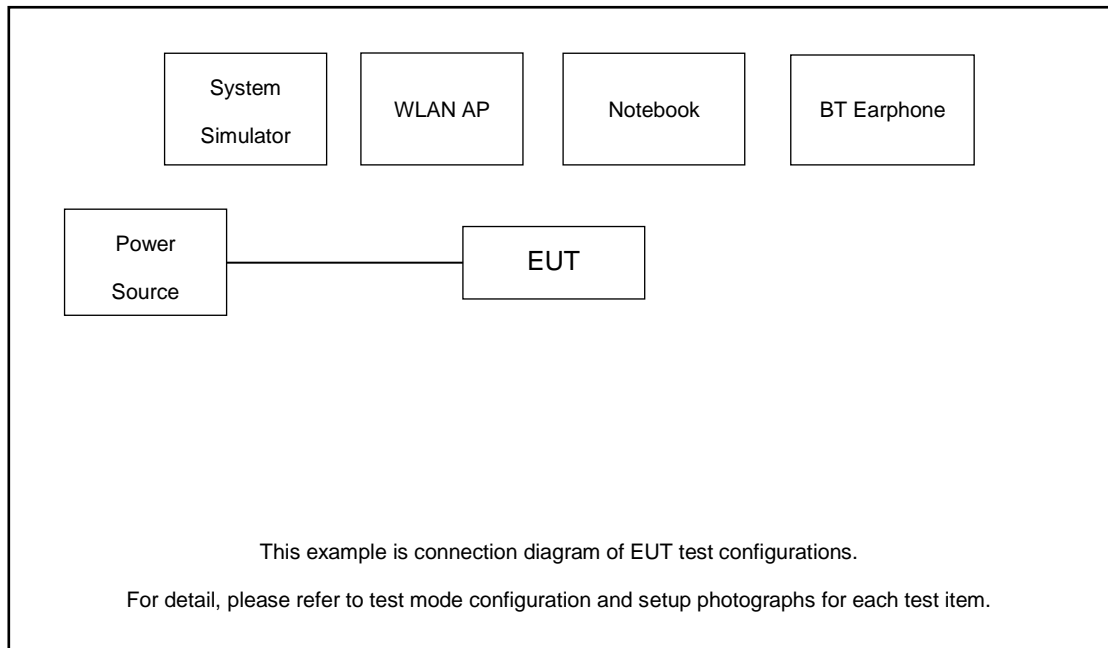 System
Simulator
WLAN AP
Notebook
BT Earphone
Power
Source
EUT
This example is connection diagram of EUT test configurations.
For detail, please refer to test mode configuration and setup photographs for each test item.